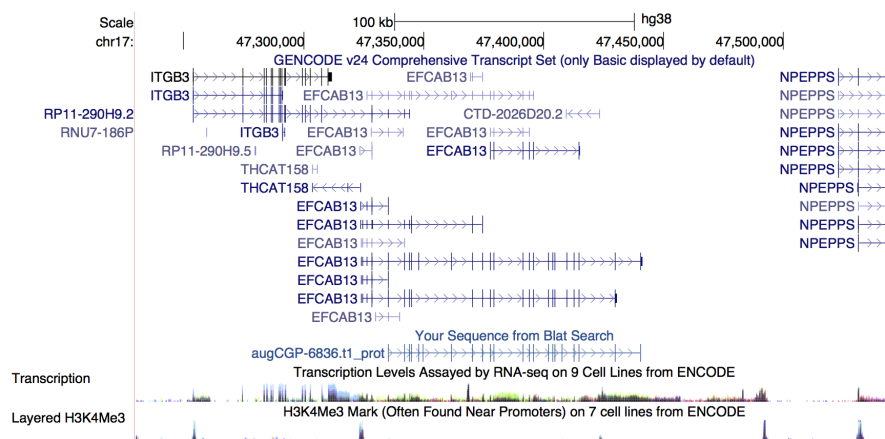 Scale 100 kb hg38
chr17: 47,300,000 47,350,000 47,400,000 47,450,000 47,500,000
GENCODE v24 Comprehensive Transcript Set (only Basic displayed by default)
ITGB3 EFCAB13 NPEPPS
ITGB3 EFCAB13 NPEPPS
RP11-290H9.2 CTD-2026D20.2 NPEPPS
RNU7-186P ITGB3 EFCAB13 EFCAB13 NPEPPS
RP11-290H9.5 EFCAB13 EFCAB13 NPEPPS
THCAT158 NPEPPS
THCAT158 NPEPPS
EFCAB13 NPEPPS
EFCAB13 NPEPPS
EFCAB13 NPEPPS
EFCAB13
EFCAB13
EFCAB13
EFCAB13
Your Sequence from Blat Search
augCGP-6836.t1_prot
Transcription Levels Assayed by RNA-seq on 9 Cell Lines from ENCODE
Transcription
H3K4Me3 Mark (Often Found Near Promoters) on 7 cell lines from ENCODE
Layered H3K4Me3